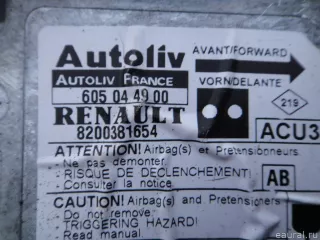 Autoliv
AVANT/FORWARD
AUTOLIV FRANCE
VORN/DELANTE
605 04 49 00
219
RENAULT
8200381654
ACU3
ATTENTION! Airbag(s) et Pretensionneurs.
- Ne pas demonter.
- RISQUE DE DECLENCHEMENT
- Consulter la notice.
AB
CAUTION! Airbag(s) and Pretensioners
- Do not remove.
- TRIGGERING HAZARD!
- Read manual
eaural.ru